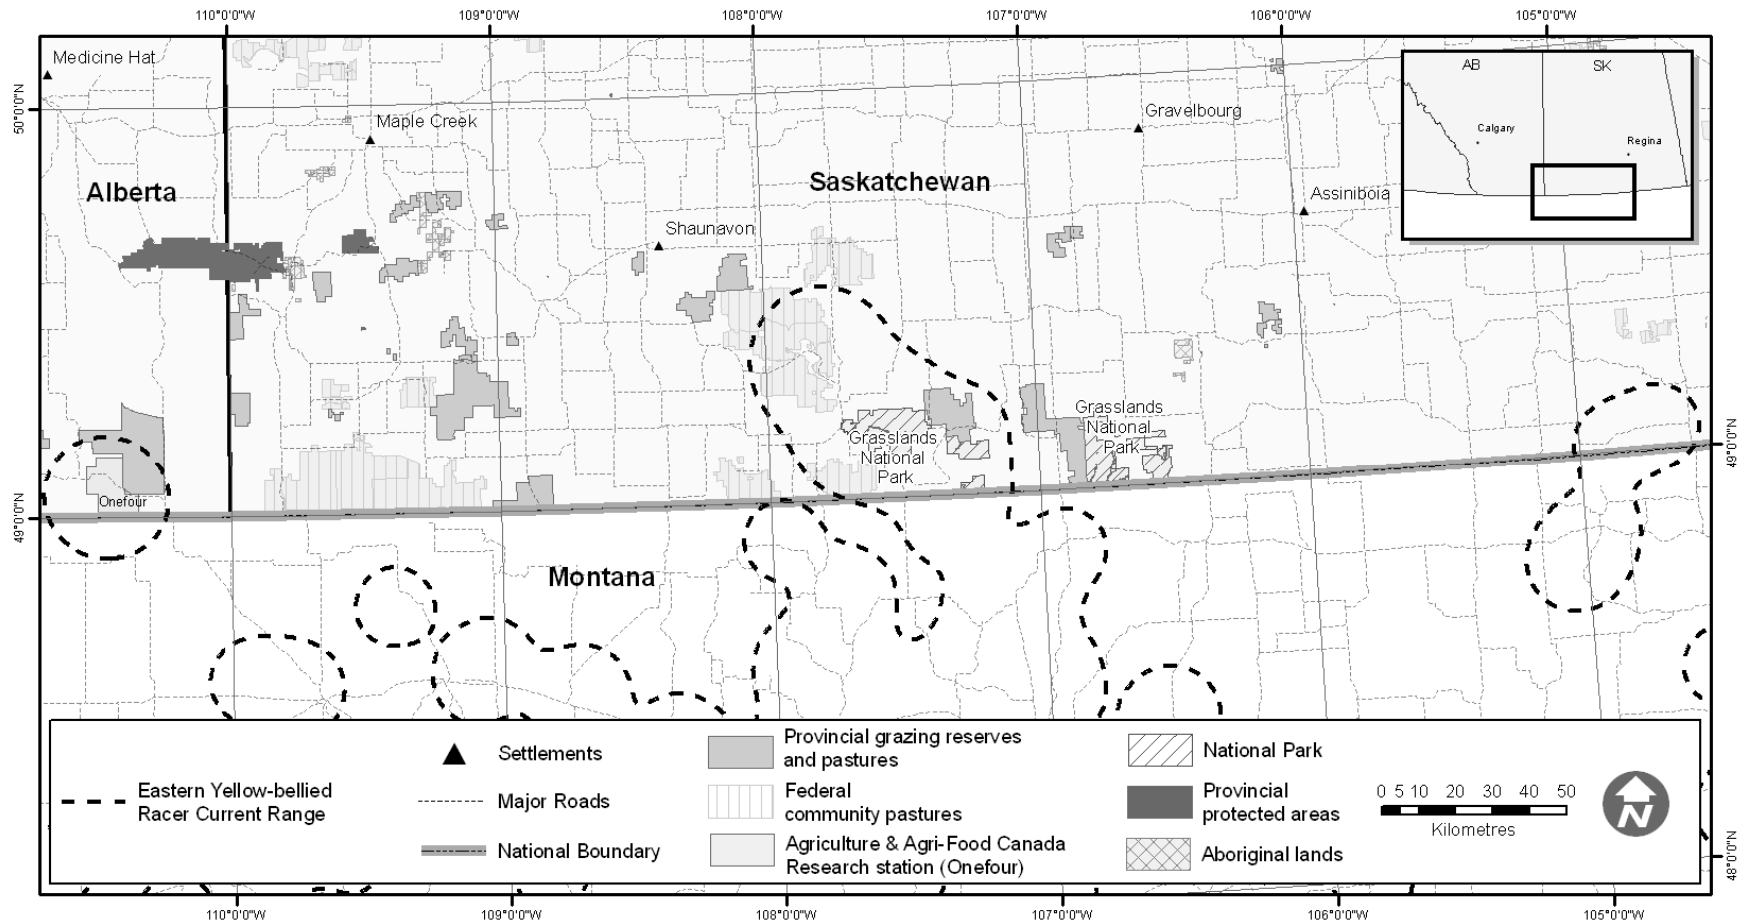 110°0'0"W 109°0'0"W 108°0'0"W 107°0'0"W 106°0'0"W 105°0'0"W
Medicine Hat
AB SK
50°0'0"N
Gravelbourg
Maple Creek
Calgary
Regina
Saskatchewan
Alberta
Assiniboia
Shaunavon
Grasslands
National
Park
Grasslands
National
Park
49°0'0"N
Onefour
49°0'0"N
Montana
Eastern Yellow-bellied
Racer Current Range
Settlements
Major Roads
National Boundary
Provincial grazing reserves
and pastures
Federal
community pastures
Agriculture & Agri-Food Canada
Research station (Onefour)
National Park
Provincial
protected areas
Aboriginal lands
0 5 10 20 30 40 50
Kilometres
N
48°0'0"N
110°0'0"W 109°0'0"W 108°0'0"W 107°0'0"W 106°0'0"W 105°0'0"W